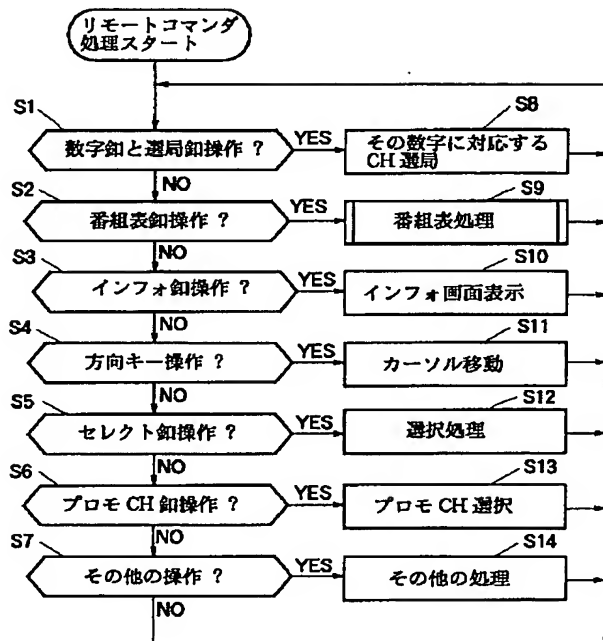 リモートコマンダ
処理スタート
S1
数字釦と選局釦操作 ?
YES
S8
その数字に対応する
CH 選局
NO
S2
番組表釦操作 ?
YES
S9
番組表処理
NO
S3
インフォ釦操作 ?
YES
S10
インフォ画面表示
NO
S4
方向キー操作 ?
YES
S11
カーソル移動
NO
S5
セレクト釦操作 ?
YES
S12
選択処理
NO
S6
プロモ CH 釦操作 ?
YES
S13
プロモ CH 選択
NO
S7
その他の操作 ?
YES
S14
その他の処理
NO